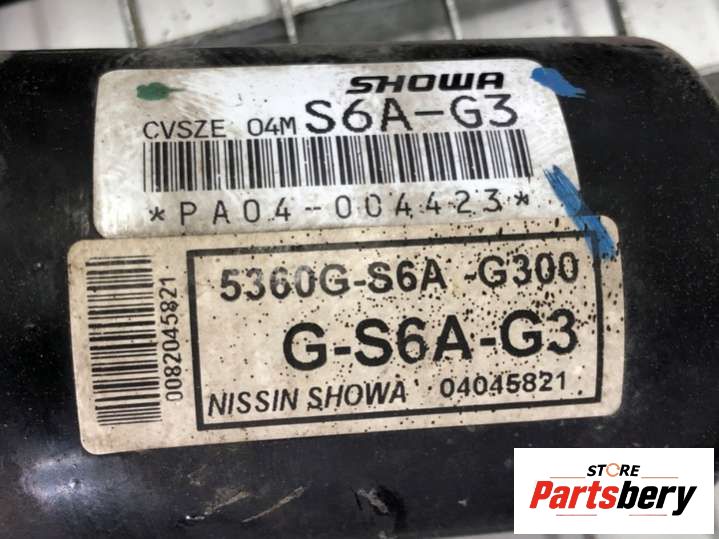 SHOWA
CVSZE 04M S6A-G3
*PA04-004423*
0082045821
5360G-S6A -G300
G-S6A-G3
NISSIN SHOWA 04045821
STORE
Partsbery